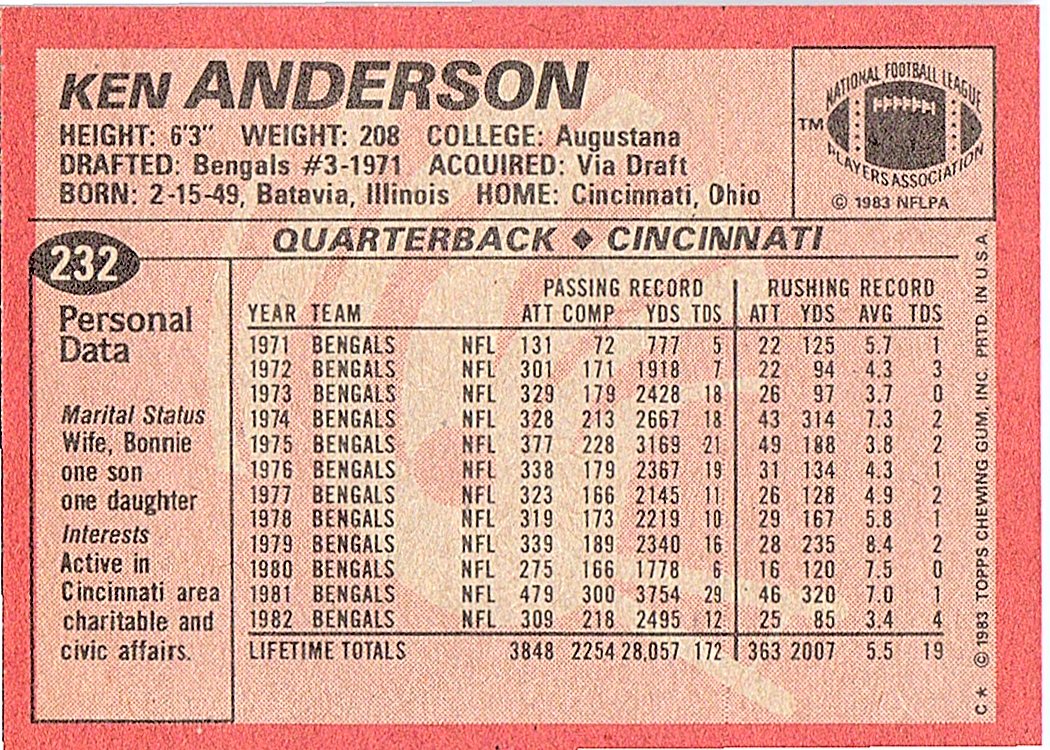 KEN ANDERSON
HEIGHT: 6'3" WEIGHT: 208 COLLEGE: Augustana
DRAFTED: Bengals #3-1971 ACQUIRED: Via Draft
BORN: 2-15-49, Batavia, Illinois HOME: Cincinnati, Ohio
NATIONAL FOOTBALL LEAGUE
TM
PLAYERS ASSOCIATION
© 1983 NFLPA
QUARTERBACK ◆ CINCINNATI
232
Personal
Data
Marital Status
Wife, Bonnie
one son
one daughter
Interests
Active in
Cincinnati area
charitable and
civic affairs.
PASSING RECORD RUSHING RECORD
YEAR TEAM ATT COMP YDS TDS ATT YDS AVG TDS
1971 BENGALS NFL 131 72 777 5 22 125 5.7 1
1972 BENGALS NFL 301 171 1918 7 22 94 4.3 3
1973 BENGALS NFL 329 179 2428 18 26 97 3.7 0
1974 BENGALS NFL 328 213 2667 18 43 314 7.3 2
1975 BENGALS NFL 377 228 3169 21 49 188 3.8 2
1976 BENGALS NFL 338 179 2367 19 31 134 4.3 1
1977 BENGALS NFL 323 166 2145 11 26 128 4.9 2
1978 BENGALS NFL 319 173 2219 10 29 167 5.8 1
1979 BENGALS NFL 339 189 2340 16 28 235 8.4 2
1980 BENGALS NFL 275 166 1778 6 16 120 7.5 0
1981 BENGALS NFL 479 300 3754 29 46 320 7.0 1
1982 BENGALS NFL 309 218 2495 12 25 85 3.4 4
LIFETIME TOTALS 3848 2254 28,057 172 363 2007 5.5 19
C* © 1983 TOPPS CHEWING GUM, INC. PRTD. IN U.S.A.